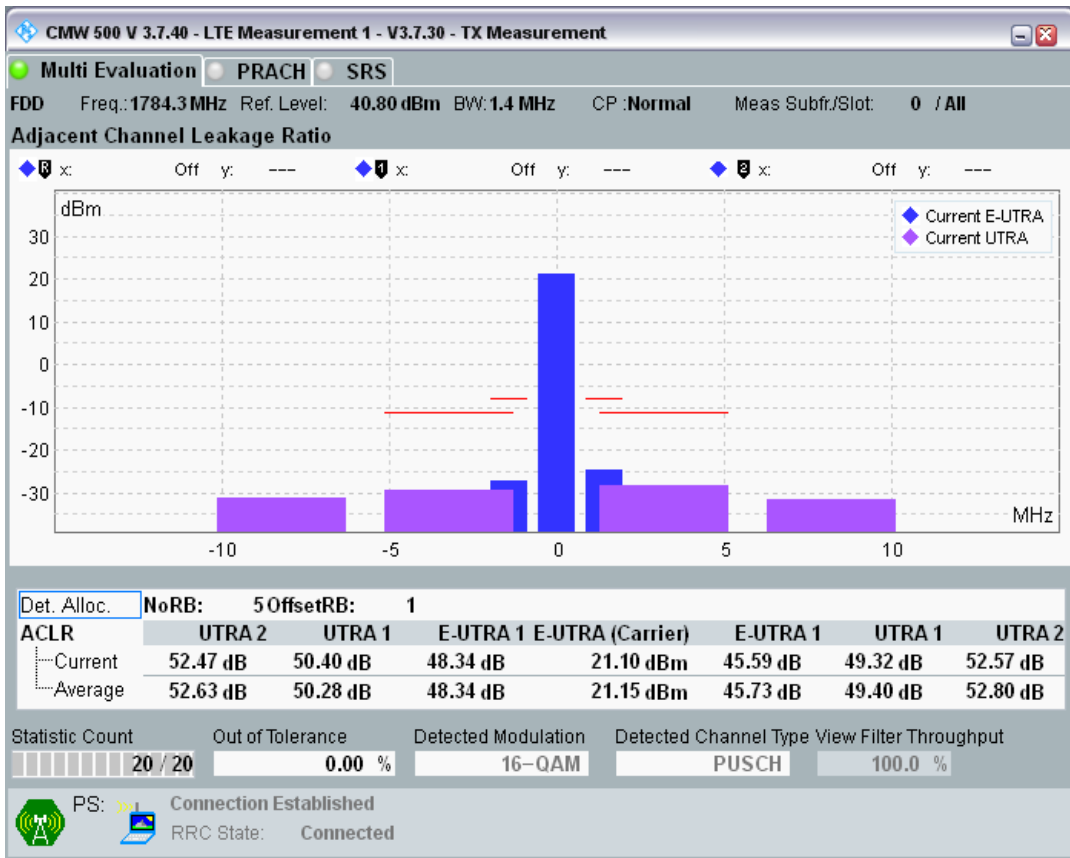 CMW 500 V 3.7.40 - LTE Measurement 1 - V3.7.30 - TX Measurement
Multi Evaluation PRACH SRS
FDD Freq.: 1784.3 MHz Ref. Level: 40.80 dBm BW: 1.4 MHz CP :Normal Meas Subfr./Slot: 0 / All
Adjacent Channel Leakage Ratio
R x: Off y: --- 1 x: Off y: --- 2 x: Off y: ---
dBm
Current E-UTRA
Current UTRA
30
20
10
0
-10
-20
-30
MHz
-10 -5 0 5 10
Det. Alloc. NoRB: 5 OffsetRB: 1
ACLR UTRA 2 UTRA 1 E-UTRA 1 E-UTRA (Carrier) E-UTRA 1 UTRA 1 UTRA 2
Current 52.47 dB 50.40 dB 48.34 dB 21.10 dBm 45.59 dB 49.32 dB 52.57 dB
Average 52.63 dB 50.28 dB 48.34 dB 21.15 dBm 45.73 dB 49.40 dB 52.80 dB
Statistic Count Out of Tolerance Detected Modulation Detected Channel Type View Filter Throughput
20 / 20 0.00 % 16-QAM PUSCH 100.0 %
PS: Connection Established
RRC State: Connected